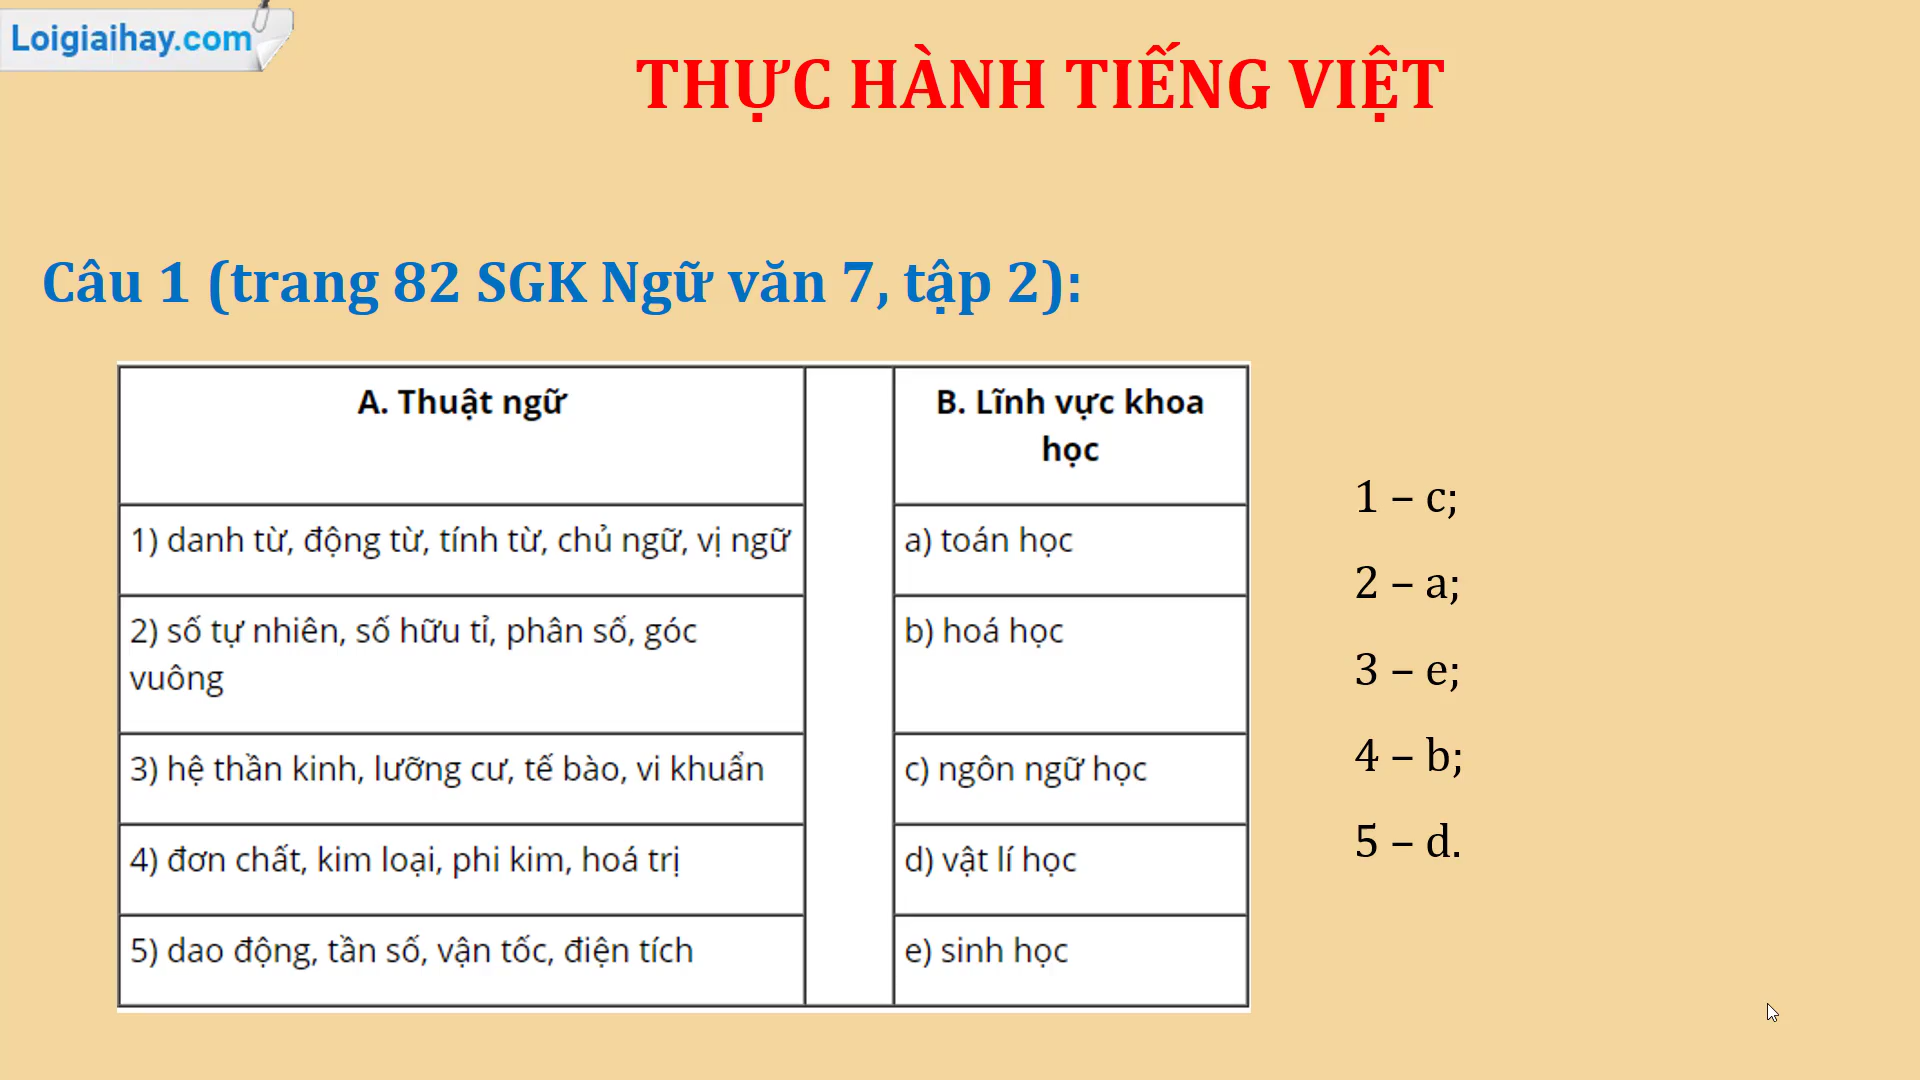 Loigiaihay.com
THỰC HÀNH TIẾNG VIỆT
Câu 1 (trang 82 SGK Ngữ văn 7, tập 2):
A. Thuật ngữ
B. Lĩnh vực khoa
học
1) danh từ, động từ, tính từ, chủ ngữ, vị ngữ
a) toán học
2) số tự nhiên, số hữu tỉ, phân số, góc
vuông
b) hoá học
3) hệ thần kinh, lưỡng cư, tế bào, vi khuẩn
c) ngôn ngữ học
4) đơn chất, kim loại, phi kim, hoá trị
d) vật lí học
5) dao động, tần số, vận tốc, điện tích
e) sinh học
1 – c;
2 – a;
3 – e;
4 – b;
5 – d.